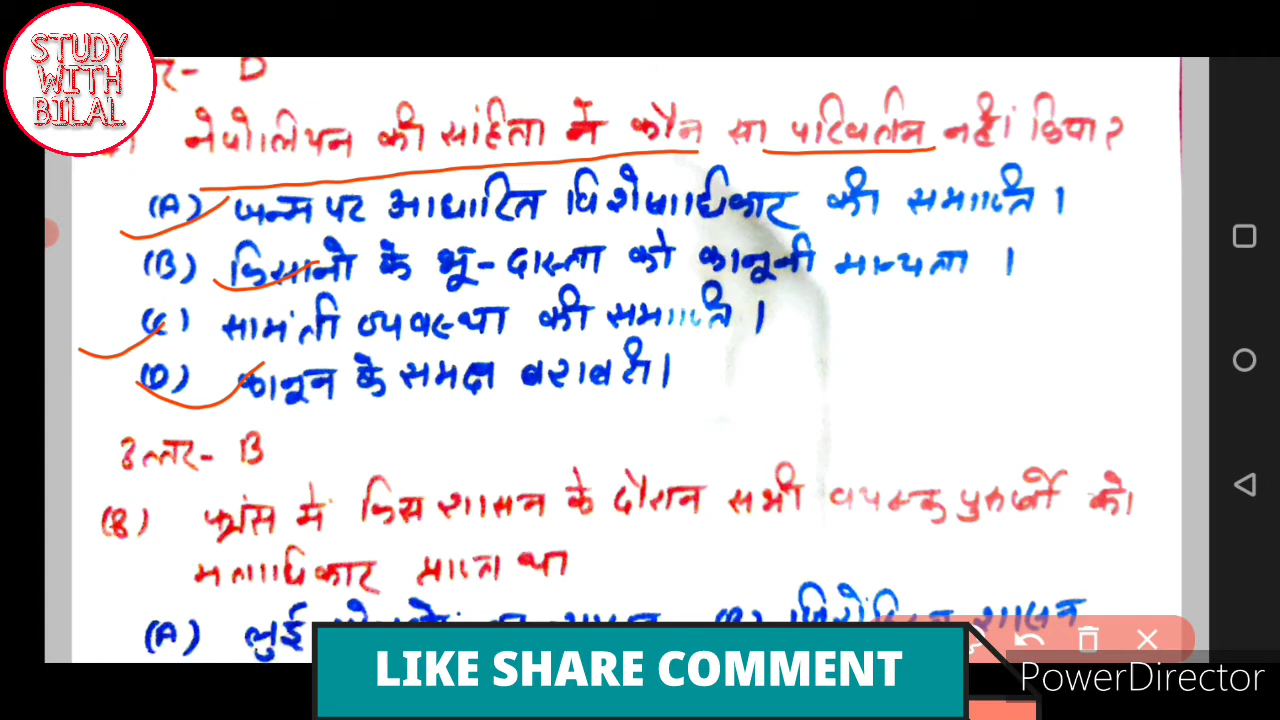 STUDY
WITH
BILAL
र- D
नेपोलियन की संहिता ने कौन सा परिवर्तन नहीं किया?
(A) जन्म पर आधारित विशेषाधिकार की समाप्ति।
(B) किसानों के भू-दासता को कानूनी मान्यता ।
(C) सामंती व्यवस्था की समाप्ति।
(D) कानून के समक्ष बराबरी।
उत्तर- B
(8) फ्रांस में किस शासन के दौरान सभी वयस्क पुरुषों को
मताधिकार प्राप्त था
(A) लुई शासन
LIKE SHARE COMMENT
PowerDirector